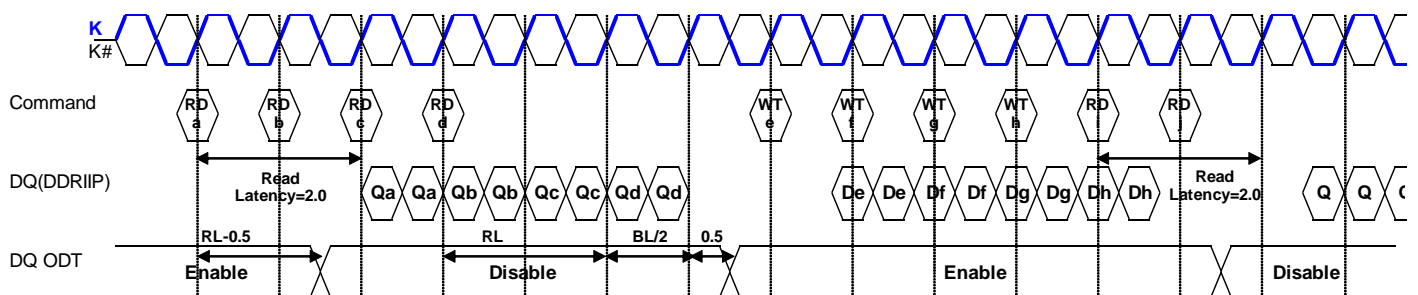 K
K#
Command
RD a RD b RD c RD d WT e WT f WT g WT h RD i RD j
DQ(DDRIIP)
Read Latency=2.0
Qa Qa Qb Qb Qc Qc Qd Qd De De Df Df Dg Dg Dh Dh
Read Latency=2.0
Q Q
DQ ODT
RL-0.5 RL BL/2 0.5
Enable Disable Enable Disable